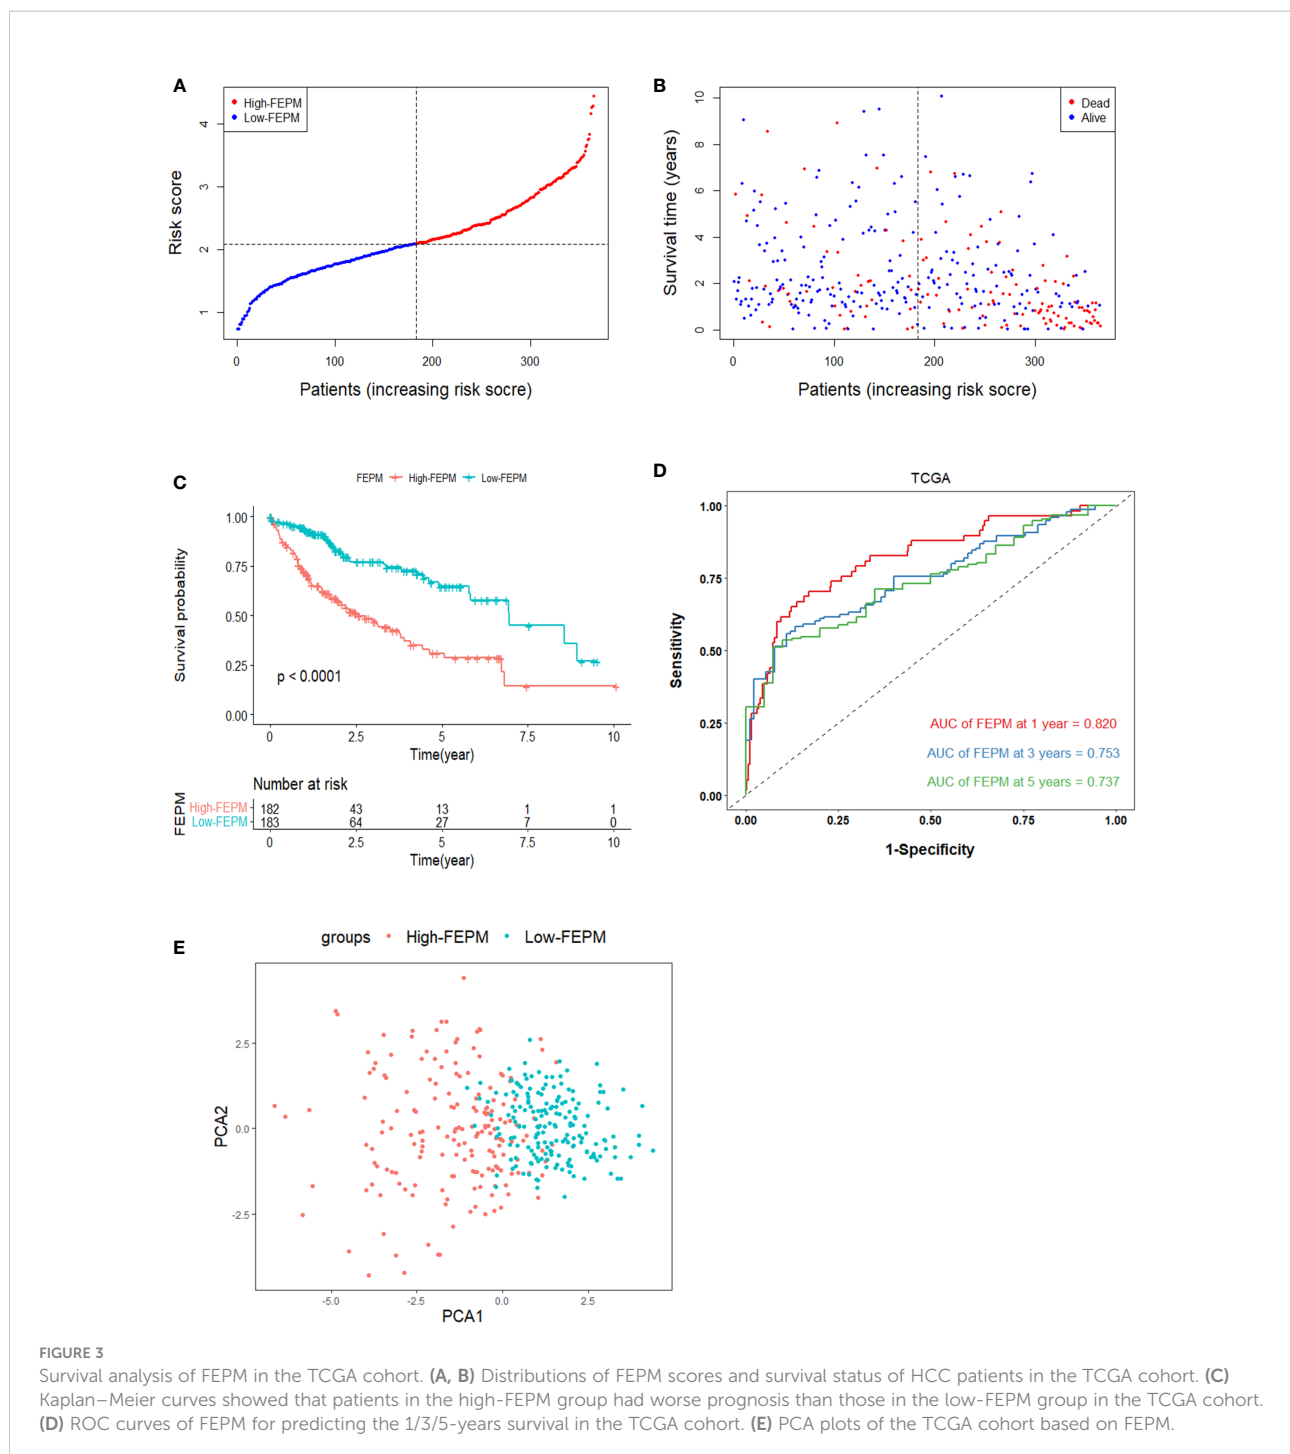 A
High-FEPM
Low-FEPM
Risk score
1
2
3
4
0
100
200
300
Patients (increasing risk socre)
B
Dead
Alive
Survival time (years)
0
2
4
6
8
10
0
100
200
300
Patients (increasing risk socre)
C
FEPM High-FEPM Low-FEPM
Survival probability
1.00
0.75
0.50
0.25
0.00
p < 0.0001
0 2.5 5 7.5 10
Time(year)
Number at risk
FEPM
High-FEPM 182 43 13 1 1
Low-FEPM 183 64 27 7 0
0 2.5 5 7.5 10
Time(year)
D
TCGA
Sensitivity
1.00
0.75
0.50
0.25
0.00
AUC of FEPM at 1 year = 0.820
AUC of FEPM at 3 years = 0.753
AUC of FEPM at 5 years = 0.737
0.00 0.25 0.50 0.75 1.00
1-Specificity
E
groups High-FEPM Low-FEPM
PCA2
2.5
0.0
-2.5
-5.0 -2.5 0.0 2.5
PCA1
FIGURE 3
Survival analysis of FEPM in the TCGA cohort. (A, B) Distributions of FEPM scores and survival status of HCC patients in the TCGA cohort. (C)
Kaplan–Meier curves showed that patients in the high-FEPM group had worse prognosis than those in the low-FEPM group in the TCGA cohort.
(D) ROC curves of FEPM for predicting the 1/3/5-years survival in the TCGA cohort. (E) PCA plots of the TCGA cohort based on FEPM.